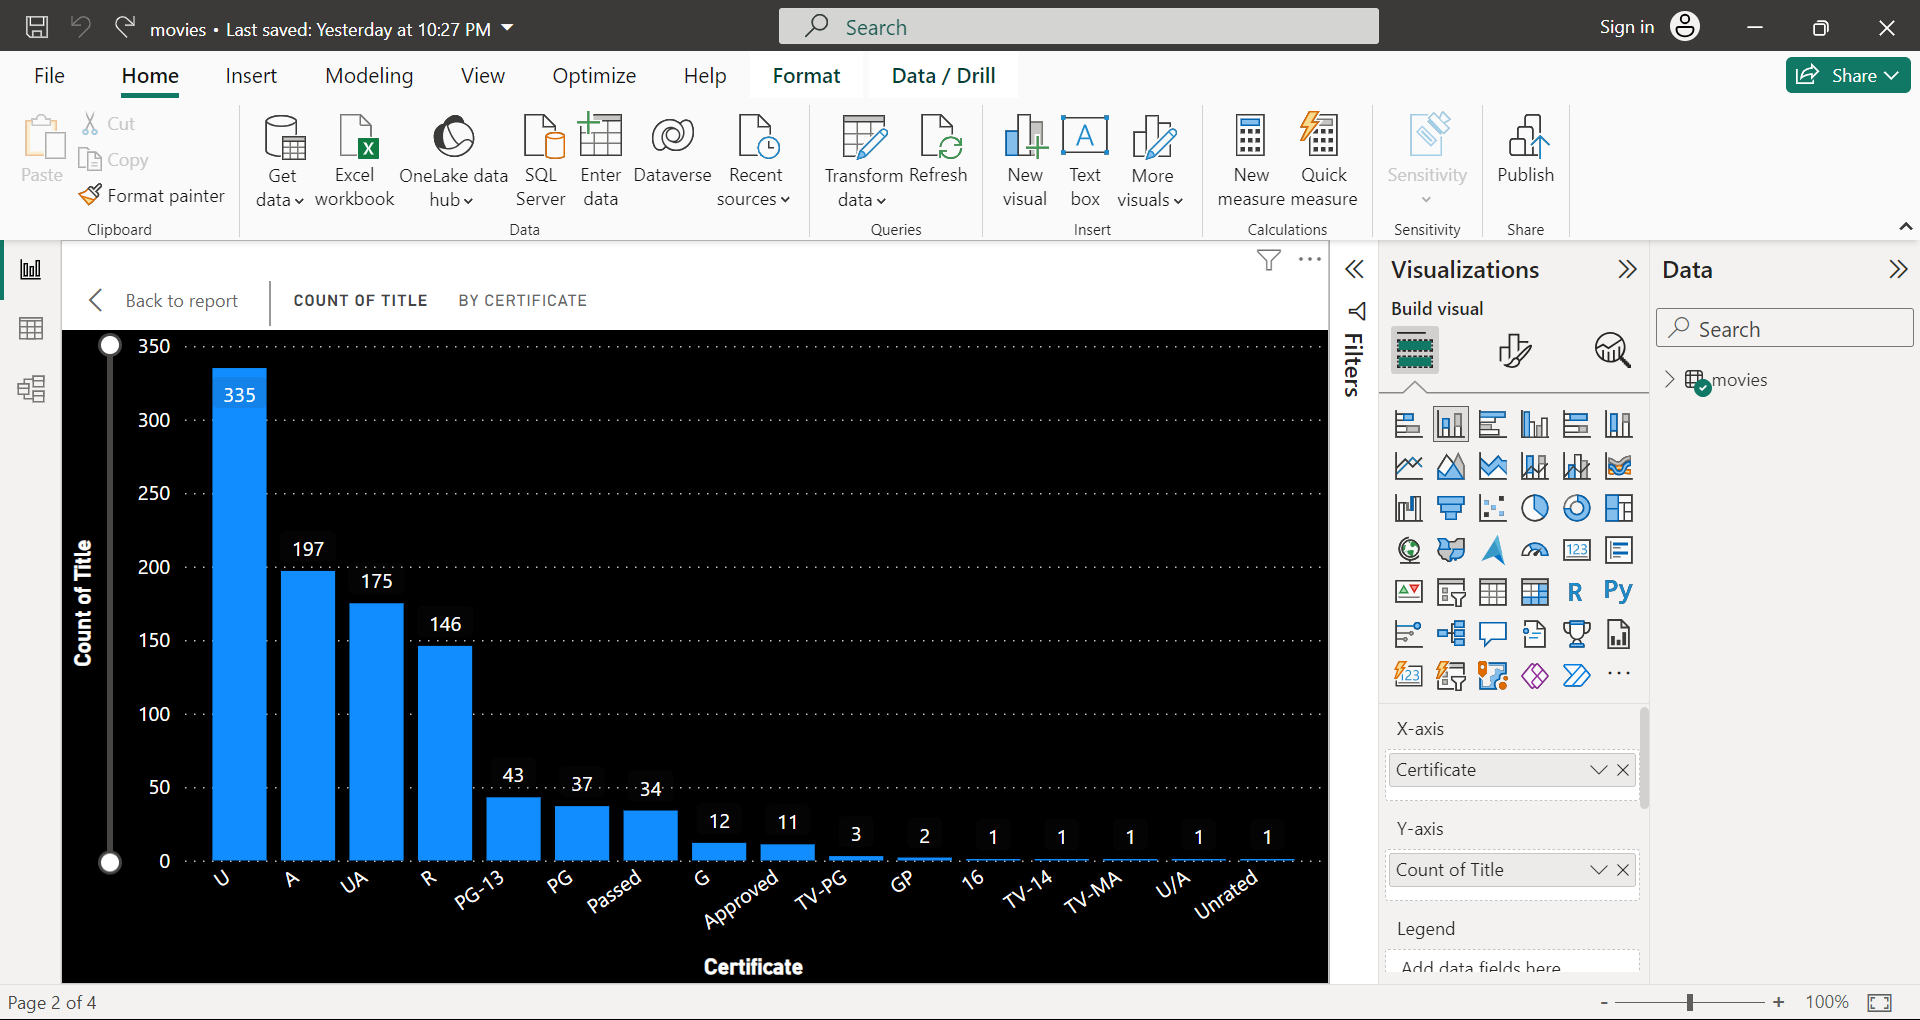 movies • Last saved: Yesterday at 10:27 PM
Search
Sign in
File
Home
Insert
Modeling
View
Optimize
Help
Format
Data / Drill
Share
Paste
Cut
Copy
Format painter
Clipboard
Get
data
Excel
workbook
OneLake data
hub
SQL
Server
Enter
data
Dataverse
Recent
sources
Data
Transform
data
Refresh
Queries
New
visual
A
Text
box
More
visuals
Insert
New
measure
Quick
measure
Calculations
Sensitivity
Sensitivity
Publish
Share
Back to report
COUNT OF TITLE
BY CERTIFICATE
350
300
250
200
150
100
50
0
Count of Title
335
197
175
146
43
37
34
12
11
3
2
1
1
1
1
1
U
A
UA
R
PG-13
PG
Passed
G
Approved
TV-PG
GP
16
TV-14
TV-MA
U/A
Unrated
Certificate
Filters
Visualizations
Build visual
123
R
Py
123
X-axis
Certificate
Y-axis
Count of Title
Legend
Add data fields here
Data
Search
movies
Page 2 of 4
- + 100%